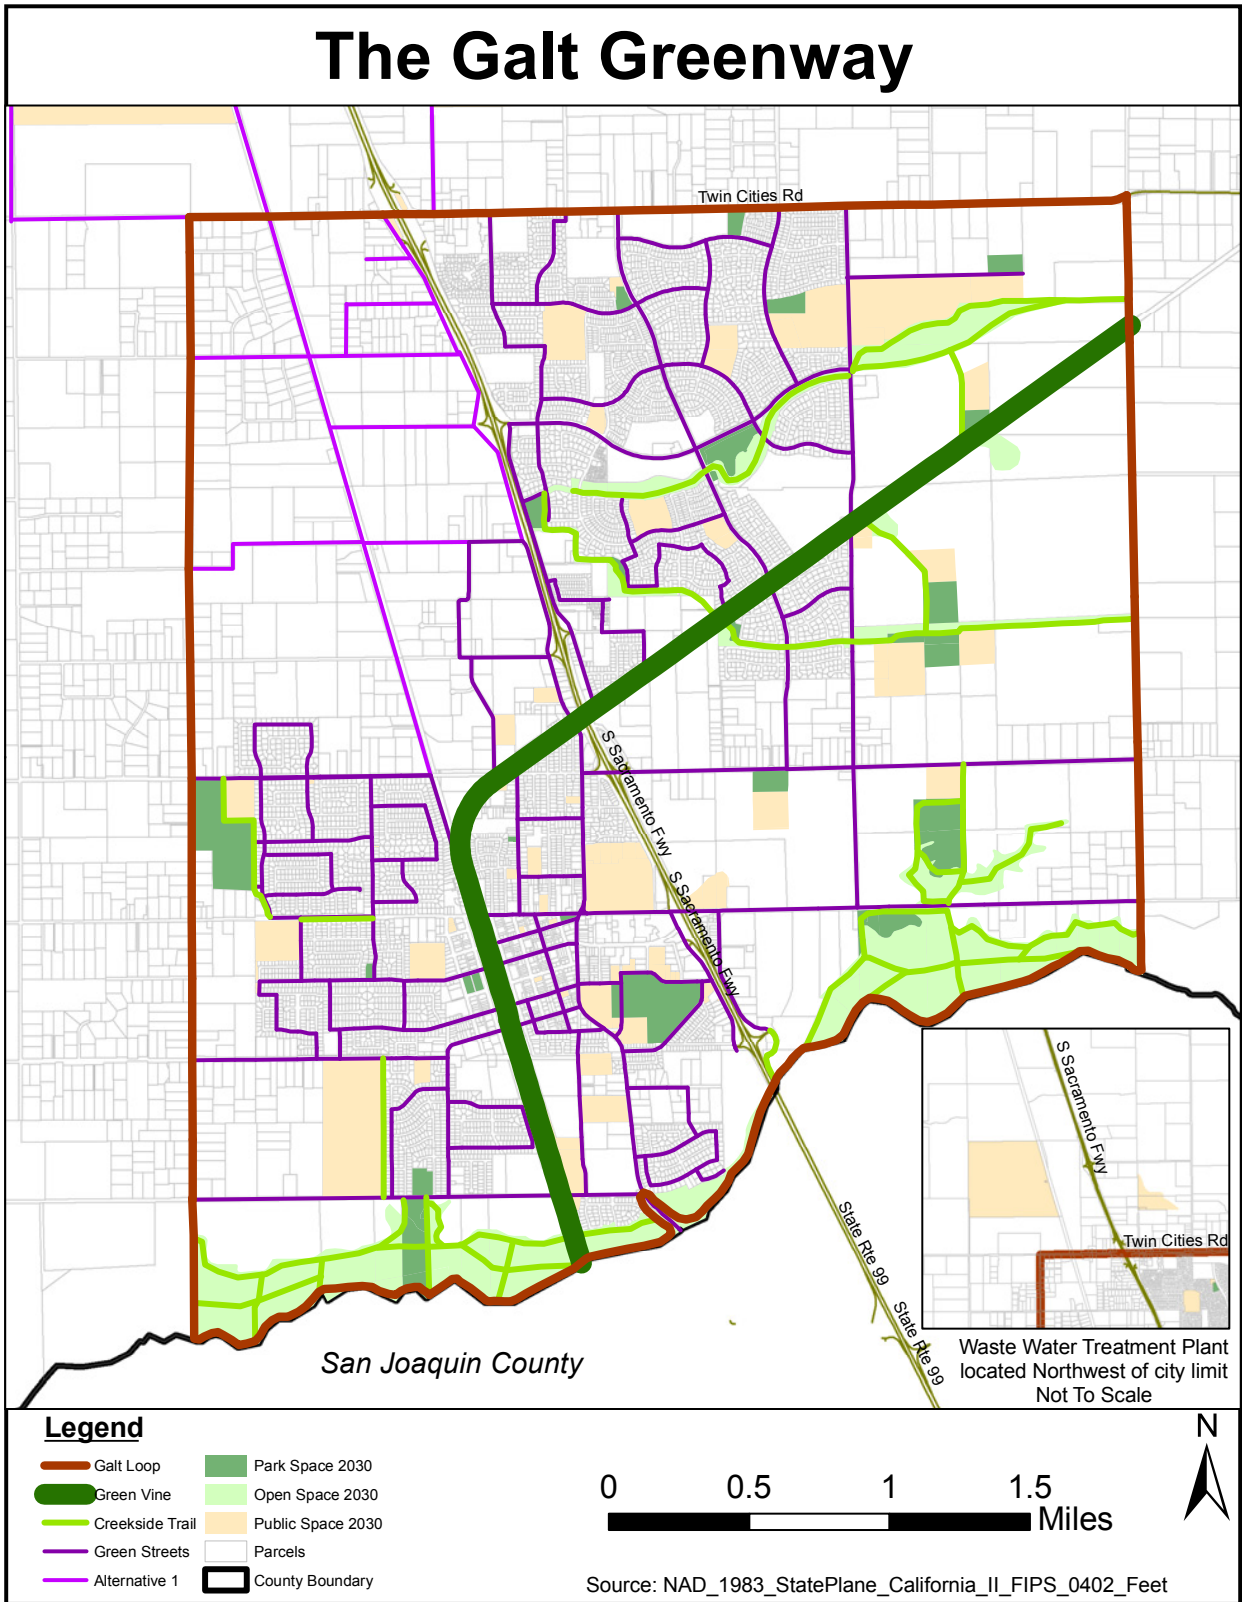 The Galt Greenway
Twin Cities Rd
S Sacramento Fwy
S Sacramento Fwy
State Rte 99
State Rte 99
San Joaquin County
S Sacramento Fwy
Twin Cities Rd
Waste Water Treatment Plant
located Northwest of city limit
Not To Scale
Legend
Galt Loop
Green Vine
Creekside Trail
Green Streets
Alternative 1
Park Space 2030
Open Space 2030
Public Space 2030
Parcels
County Boundary
0 0.5 1 1.5
Miles
N
Source: NAD_1983_StatePlane_California_II_FIPS_0402_Feet